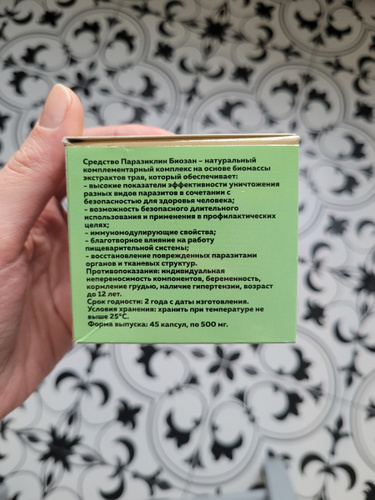 Средство Паразиклин Биозан – натуральный
комплементарный комплекс на основе биомассы
экстрактов трав, который обеспечивает:
- высокие показатели эффективности уничтожения
разных видов паразитов в сочетании с
безопасностью для здоровья человека;
- возможность безопасного длительного
использования и применения в профилактических
целях;
- иммуномодулирующие свойства;
- благотворное влияние на работу
пищеварительной системы;
- восстановление поврежденных паразитами
органов и тканевых структур.
Противопоказания: индивидуальная
непереносимость компонентов, беременность,
кормление грудью, наличие гипертензии, возраст
до 12 лет.
Срок годности: 2 года с даты изготовления.
Условия хранения: хранить при температуре не
выше 25°С.
Форма выпуска: 45 капсул, по 500 мг.